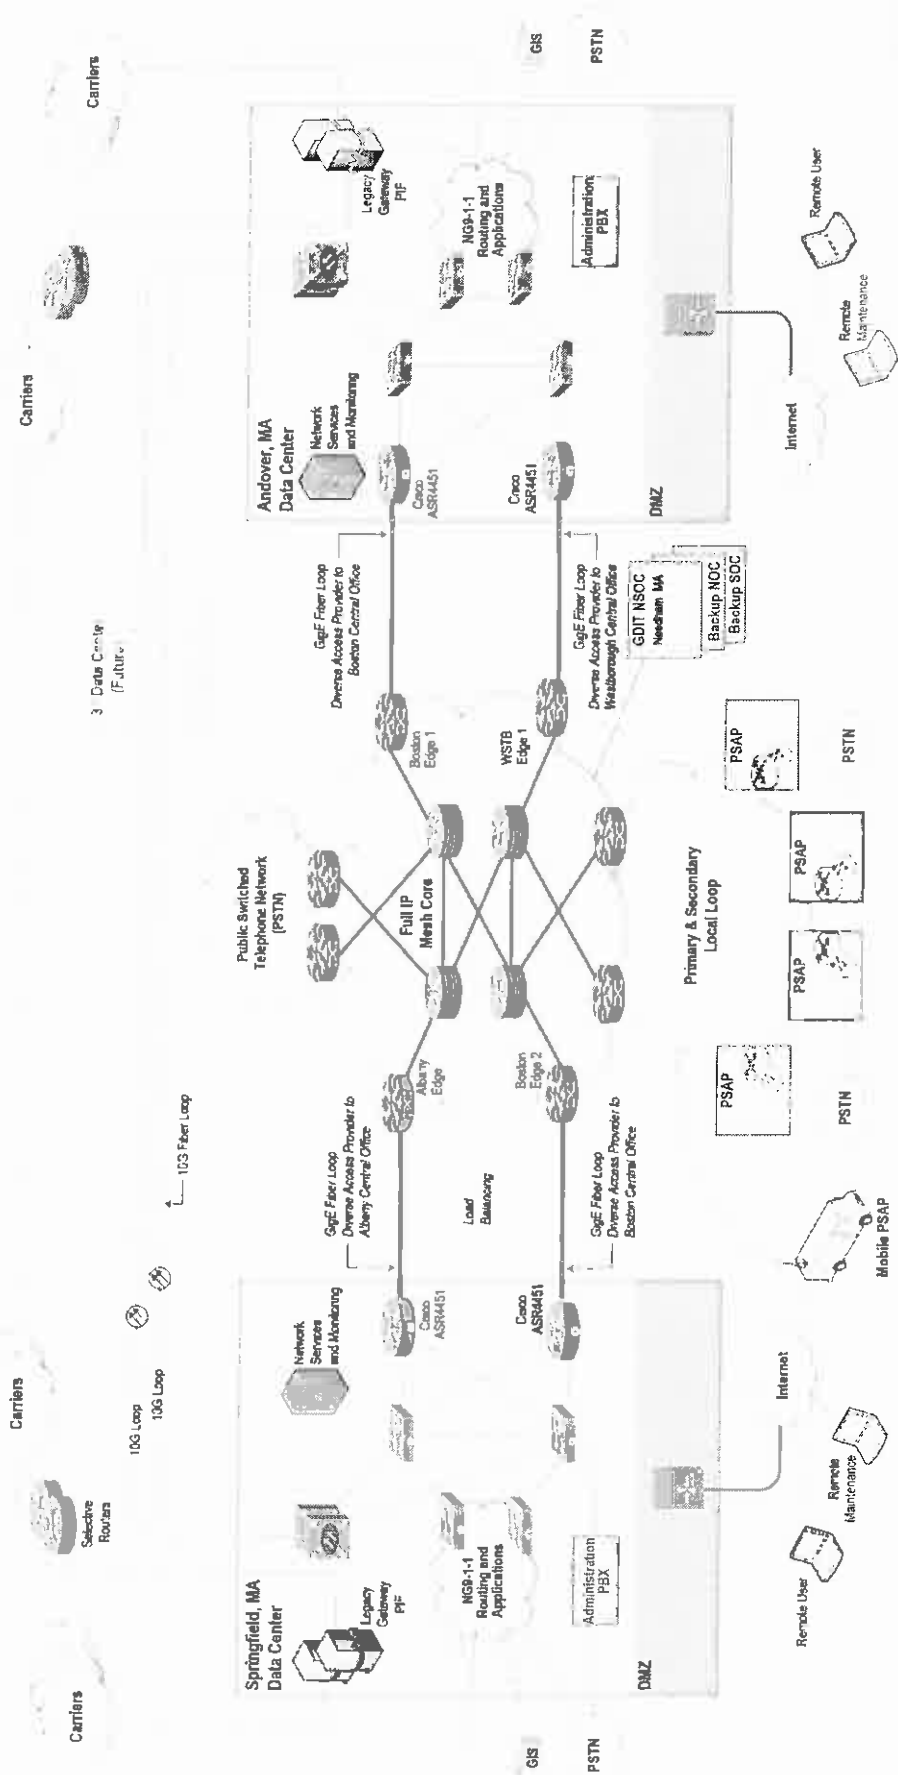 Carriers
Carriers
Carriers
Carriers
Selective
Routers
10G Loop
10G Loop
10G Fiber Loop
Data Cente
(Future
Springfield, MA
Data Center
Legacy
Gateway
PIF
Network
Services
and Monitoring
NG9-1-1
Routing and
Applications
Administration
PBX
Cisco
ASR4451
Cisco
ASR4451
DMZ
GIS
PSTN
GigE Fiber Loop
Diverse Access Provider to
Albany Central Office
Load
Balancing
GigE Fiber Loop
Diverse Access Provider to
Boston Central Office
Albany
Edge
Boston
Edge 2
Public Switched
Telephone Network
(PSTN)
Full IP
Mesh Core
Boston
Edge 1
WSTB
Edge 1
GigE Fiber Loop
Diverse Access Provider to
Boston Central Office
GigE Fiber Loop
Diverse Access Provider to
Westborough Central Office
Andover, MA
Data Center
Network
Services
and Monitoring
Cisco
ASR4451
Cisco
ASR4451
Legacy
Gateway
PIF
NG9-1-1
Routing and
Applications
Administration
PBX
DMZ
GIS
PSTN
GDIT NSOC
Needham MA
Backup NOC
Backup SOC
Primary & Secondary
Local Loop
PSAP
PSAP
PSAP
PSAP
PSTN
PSTN
Mobile PSAP
Internet
Remote User
Remote
Maintenance
Internet
Remote
Maintenance
Remote User